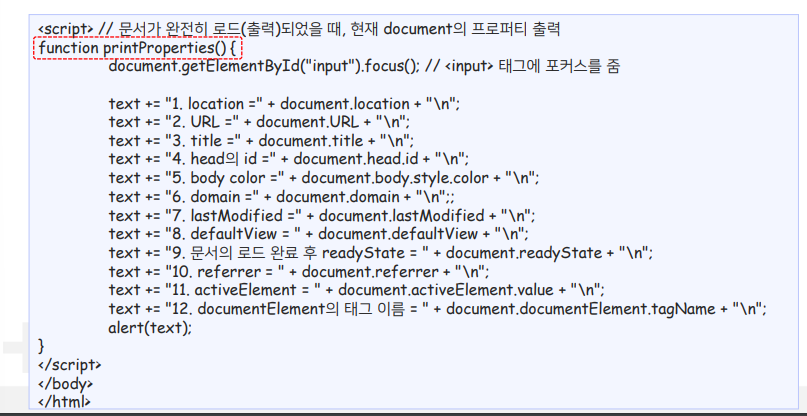 <script> // 문서가 완전히 로드(출력)되었을 때, 현재 document의 프로퍼티 출력
function printProperties() {
document.getElementById("input").focus(); // <input> 태그에 포커스를 줌
text += "1. location =" + document.location + "\n";
text += "2. URL =" + document.URL + "\n";
text += "3. title =" + document.title + "\n";
text += "4. head의 id =" + document.head.id + "\n";
text += "5. body color =" + document.body.style.color + "\n";
text += "6. domain =" + document.domain + "\n";;
text += "7. lastModified =" + document.lastModified + "\n";
text += "8. defaultView = " + document.defaultView + "\n";
text += "9. 문서의 로드 완료 후 readyState = " + document.readyState + "\n";
text += "10. referrer = " + document.referrer + "\n";
text += "11. activeElement = " + document.activeElement.value + "\n";
text += "12. documentElement의 태그 이름 = " + document.documentElement.tagName + "\n";
alert(text);
}
</script>
</body>
</html>